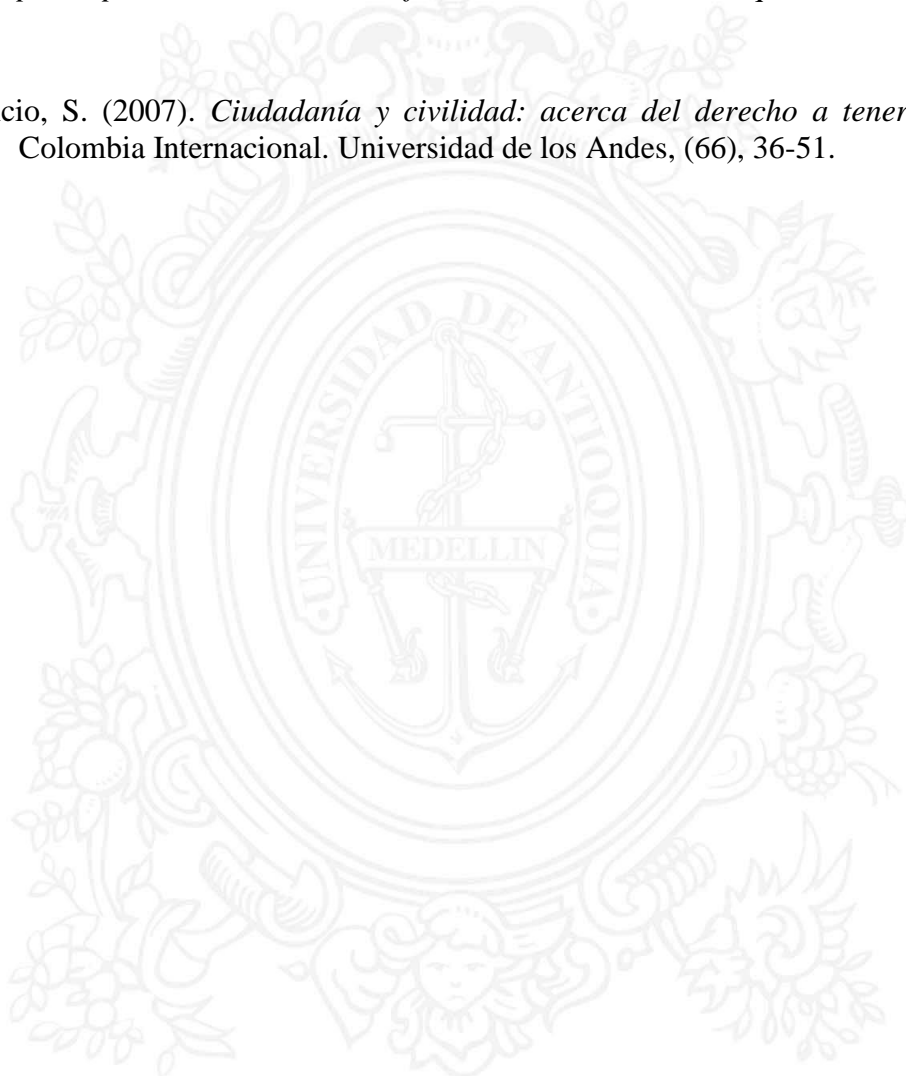 cio, S. (2007). Ciudadanía y civilidad: acerca del derecho a tener
Colombia Internacional. Universidad de los Andes, (66), 36-51.
UNIVERSIDAD DE ANTIOQUIA
MEDELLIN